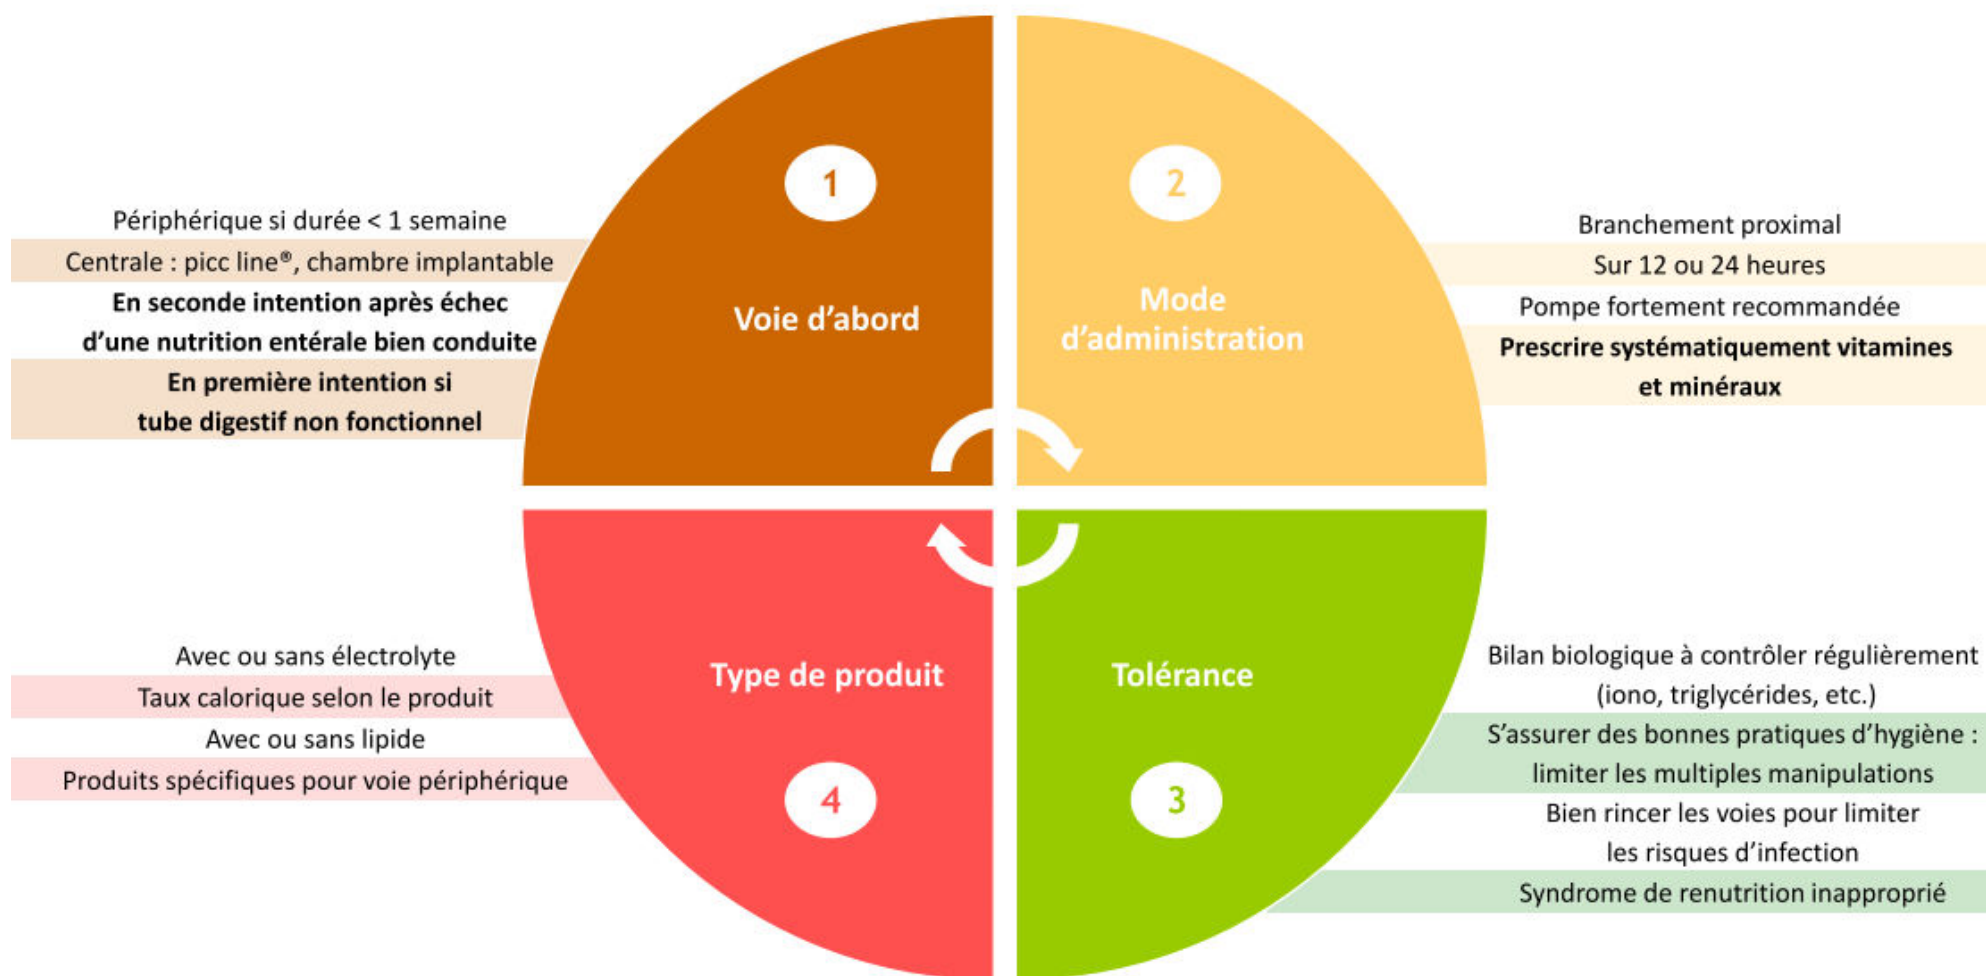 1
Voie d’abord
Périphérique si durée < 1 semaine
Centrale : picc line®, chambre implantable
En seconde intention après échec
d’une nutrition entérale bien conduite
En première intention si
tube digestif non fonctionnel
2
Mode
d’administration
Branchement proximal
Sur 12 ou 24 heures
Pompe fortement recommandée
Prescrire systématiquement vitamines
et minéraux
Tolérance
3
Bilan biologique à contrôler régulièrement
(iono, triglycérides, etc.)
S’assurer des bonnes pratiques d’hygiène :
limiter les multiples manipulations
Bien rincer les voies pour limiter
les risques d’infection
Syndrome de renutrition inapproprié
Type de produit
4
Avec ou sans électrolyte
Taux calorique selon le produit
Avec ou sans lipide
Produits spécifiques pour voie périphérique